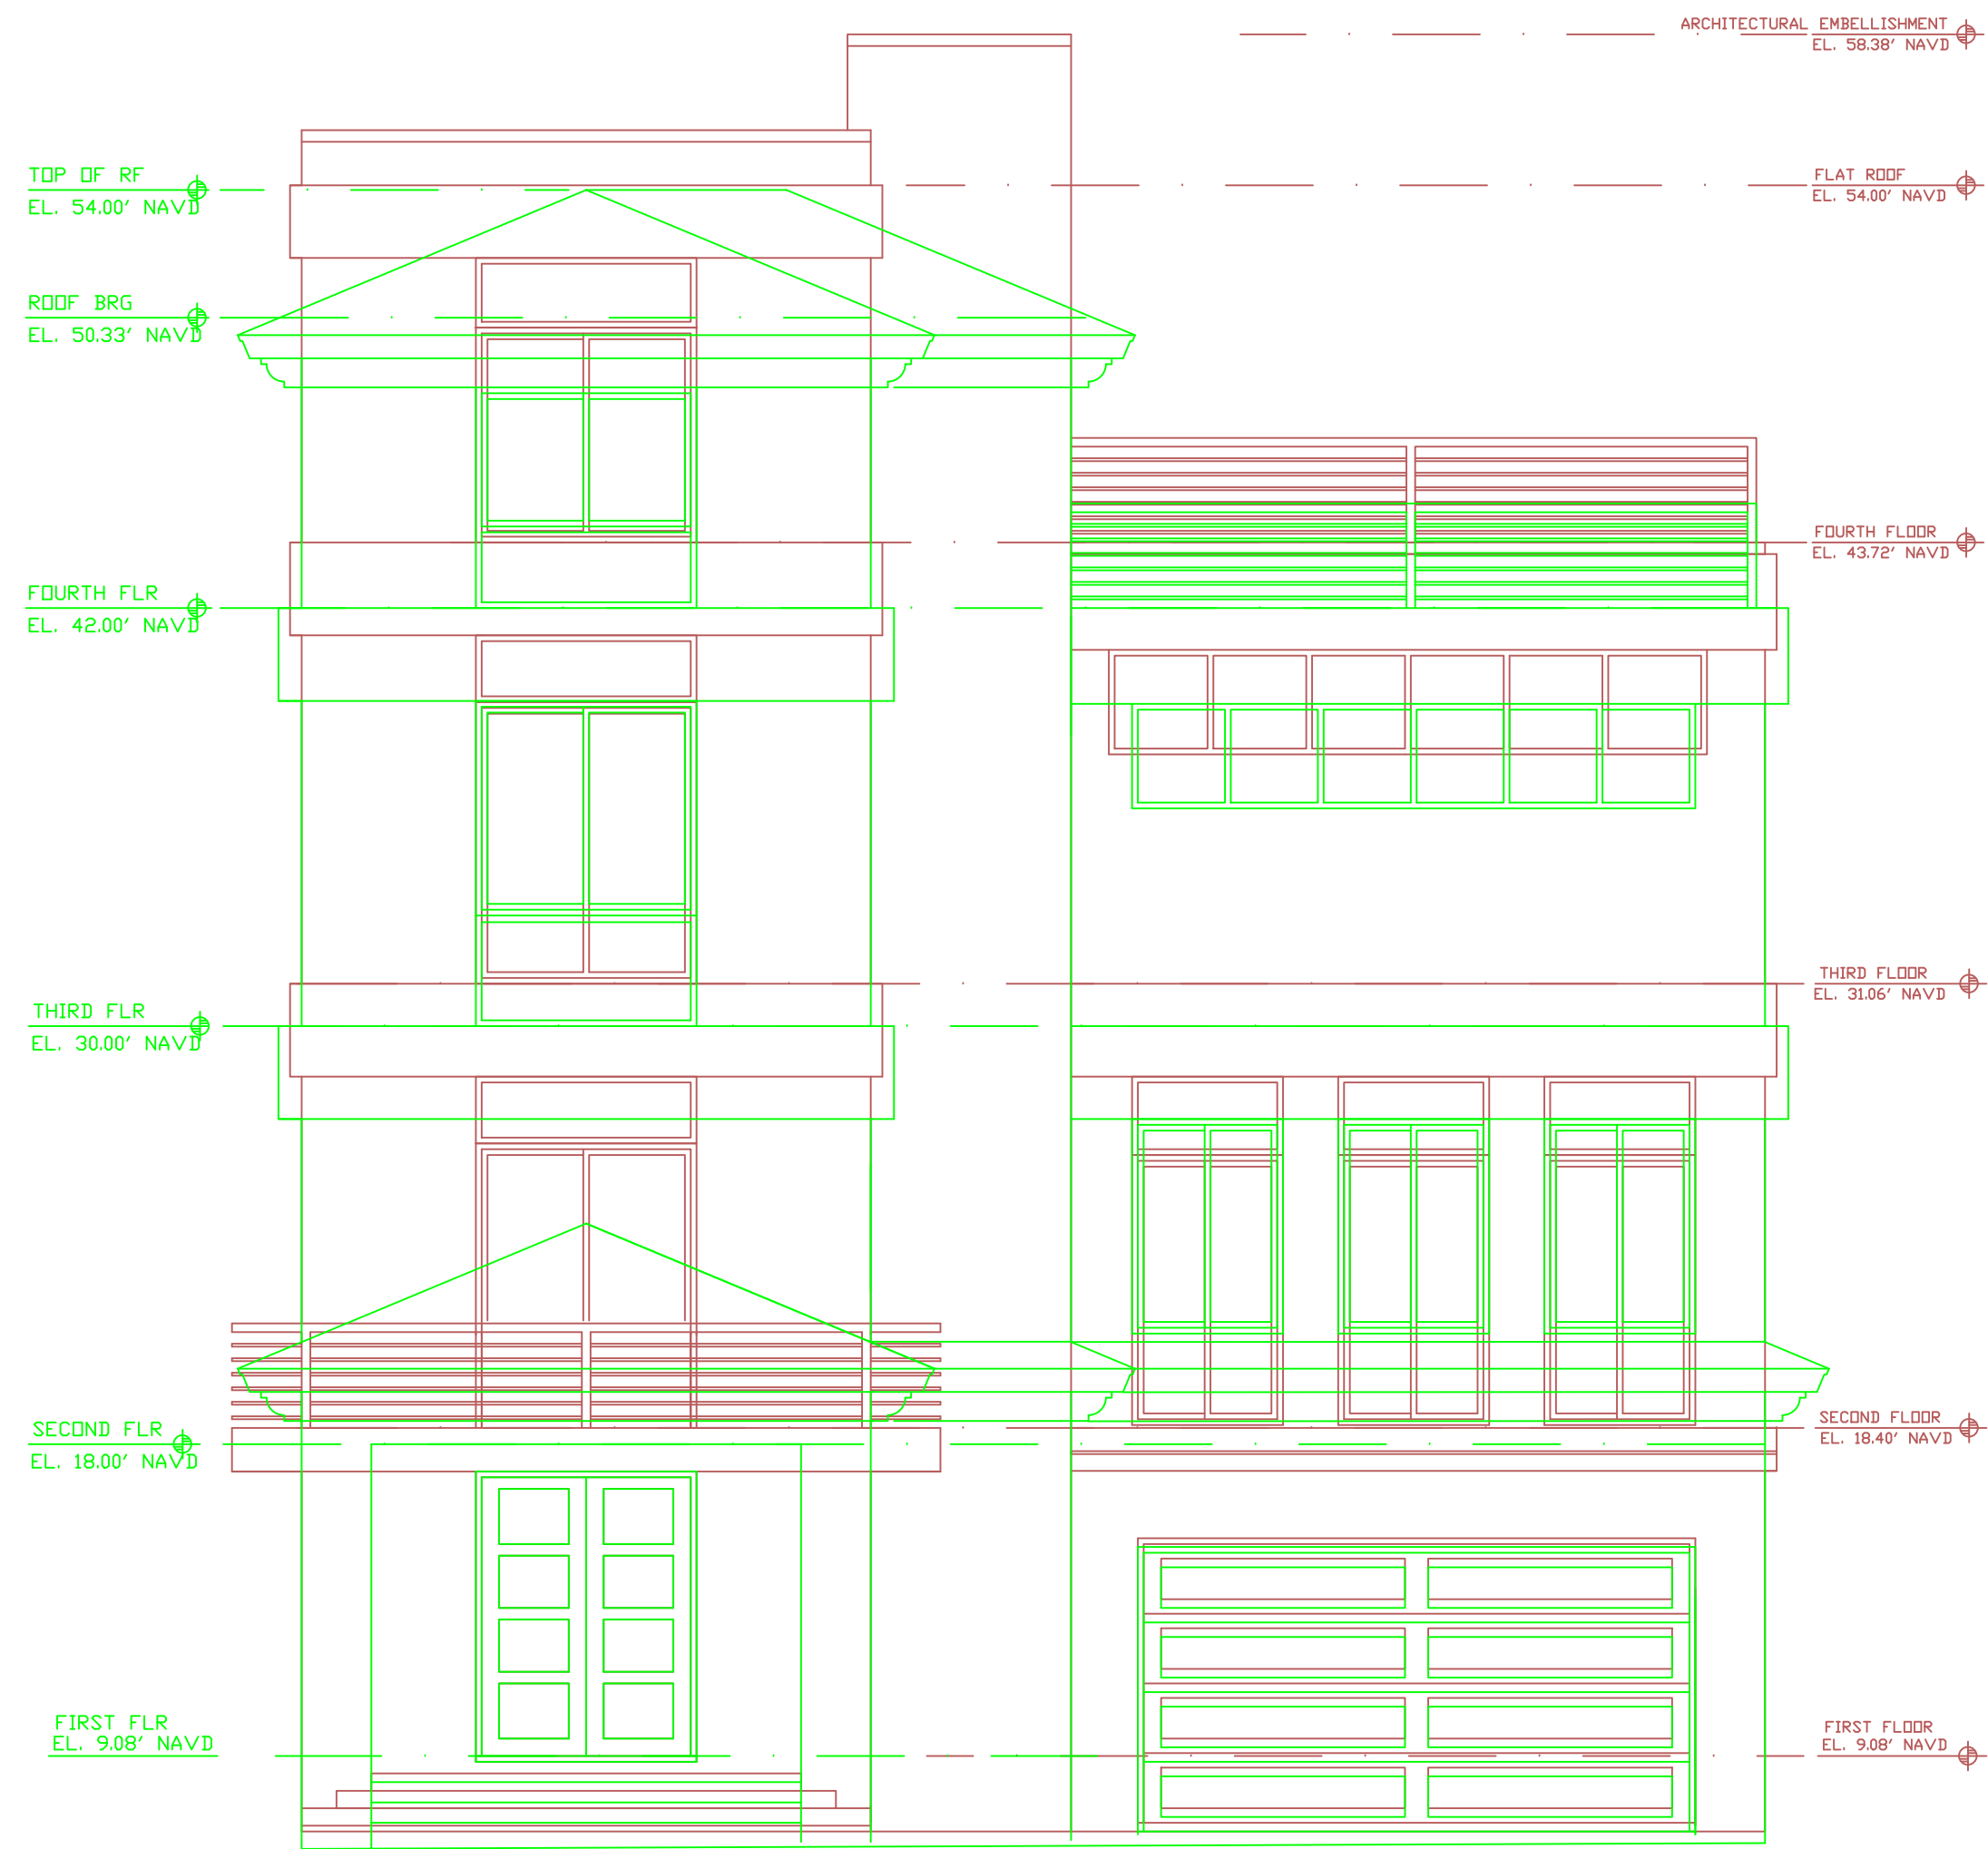 ARCHITECTURAL EMBELLISHMENT
EL. 58.38' NAVD
TOP OF RF
EL. 54.00' NAVD
FLAT ROOF
EL. 54.00' NAVD
ROOF BRG
EL. 50.33' NAVD
FOURTH FLOOR
EL. 43.72' NAVD
FOURTH FLR
EL. 42.00' NAVD
THIRD FLOOR
EL. 31.06' NAVD
THIRD FLR
EL. 30.00' NAVD
SECOND FLOOR
EL. 18.40' NAVD
SECOND FLR
EL. 18.00' NAVD
FIRST FLR
EL. 9.08' NAVD
FIRST FLOOR
EL. 9.08' NAVD